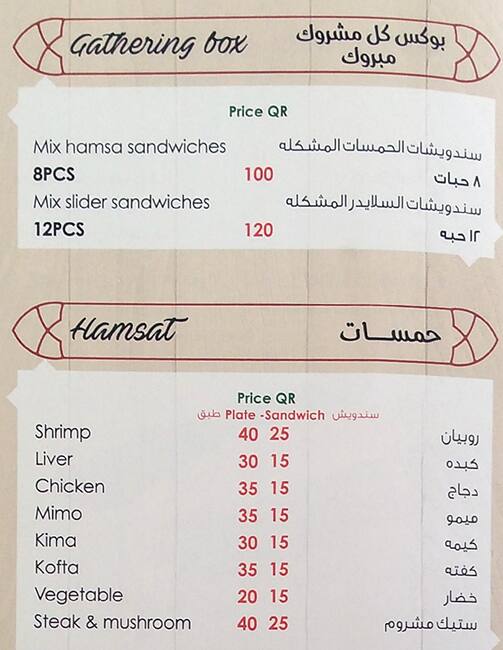 Gathering box بوكس كل مشروك
مبروك
Price QR
Mix hamsa sandwiches سندويشات الحمسات المشكله
8PCS 100 ٨ حبات
Mix slider sandwiches سندويشات السلايدر المشكله
12PCS 120 ١٢ حبه
Hamsat حمسات
Price QR
طبق Plate -Sandwich سندويش
Shrimp 40 25 روبيان
Liver 30 15 كبده
Chicken 35 15 دجاج
Mimo 35 15 ميمو
Kima 30 15 كيمه
Kofta 35 15 كفته
Vegetable 20 15 خضار
Steak & mushroom 40 25 ستيك مشروم